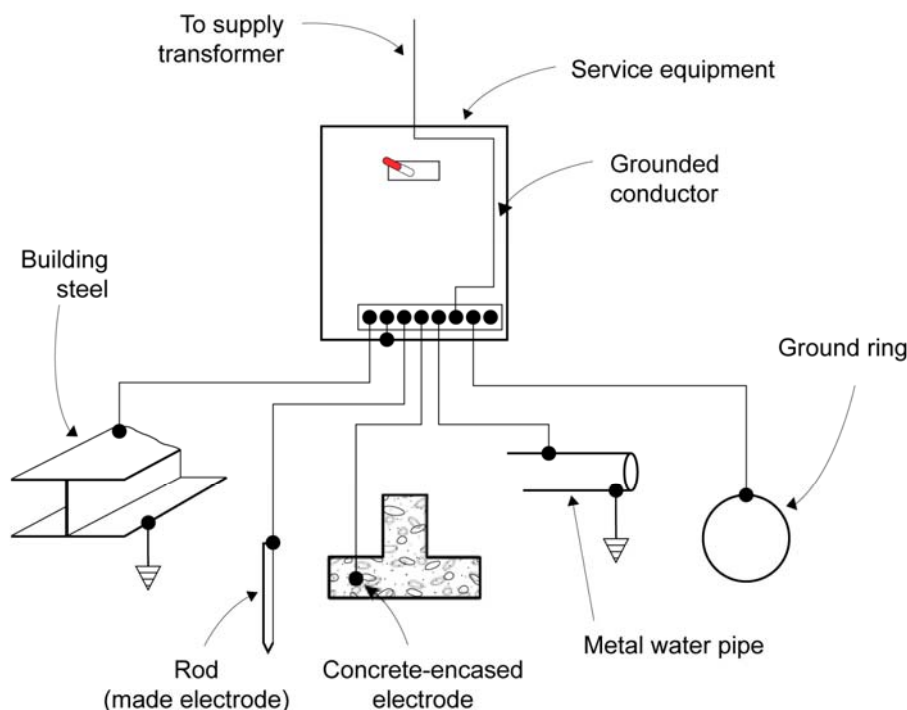 To supply
transformer
Service equipment
Grounded
conductor
Building
steel
Ground ring
Metal water pipe
Rod
(made electrode)
Concrete-encased
electrode